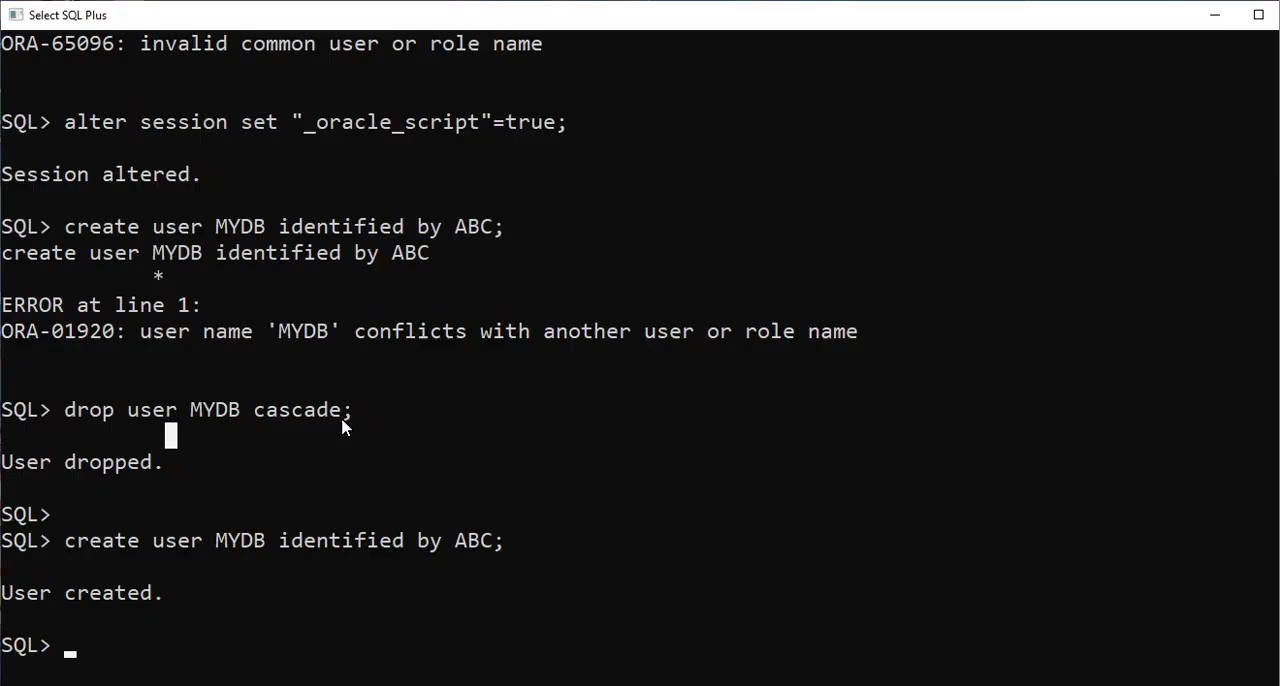 Select SQL Plus
ORA-65096: invalid common user or role name
SQL> alter session set "_oracle_script"=true;
Session altered.
SQL> create user MYDB identified by ABC;
create user MYDB identified by ABC
*
ERROR at line 1:
ORA-01920: user name 'MYDB' conflicts with another user or role name
SQL> drop user MYDB cascade;
User dropped.
SQL>
SQL> create user MYDB identified by ABC;
User created.
SQL>